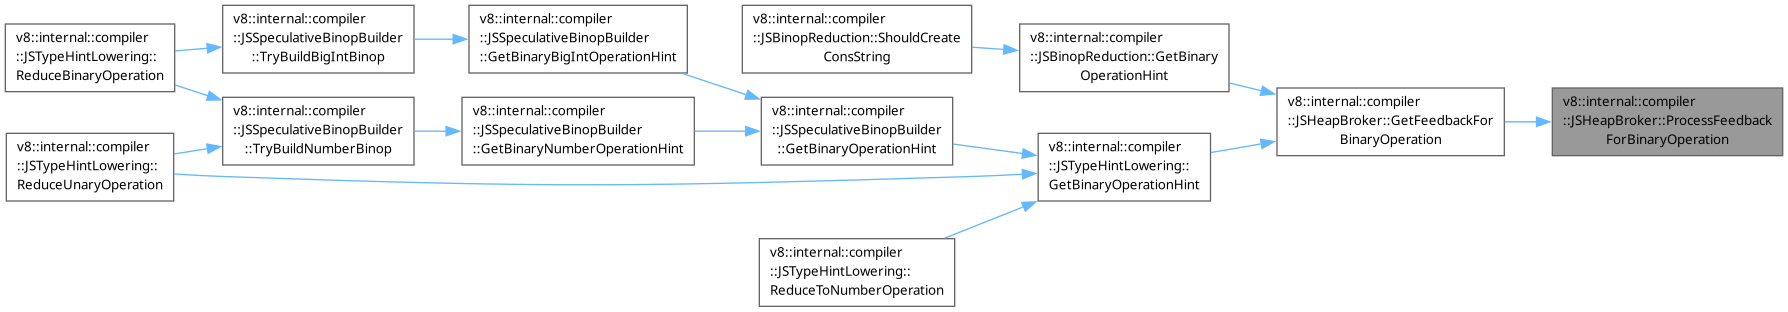 v8::internal::compiler
::JSTypeHintLowering::
ReduceBinaryOperation
v8::internal::compiler
::JSTypeHintLowering::
ReduceUnaryOperation
v8::internal::compiler
::JSSpeculativeBinopBuilder
::TryBuildBigIntBinop
v8::internal::compiler
::JSSpeculativeBinopBuilder
::TryBuildNumberBinop
v8::internal::compiler
::JSSpeculativeBinopBuilder
::GetBinaryBigIntOperationHint
v8::internal::compiler
::JSSpeculativeBinopBuilder
::GetBinaryNumberOperationHint
v8::internal::compiler
::JSBinopReduction::ShouldCreate
ConsString
v8::internal::compiler
::JSSpeculativeBinopBuilder
::GetBinaryOperationHint
v8::internal::compiler
::JSTypeHintLowering::
ReduceToNumberOperation
v8::internal::compiler
::JSBinopReduction::GetBinary
OperationHint
v8::internal::compiler
::JSTypeHintLowering::
GetBinaryOperationHint
v8::internal::compiler
::JSHeapBroker::GetFeedbackFor
BinaryOperation
v8::internal::compiler
::JSHeapBroker::ProcessFeedback
ForBinaryOperation